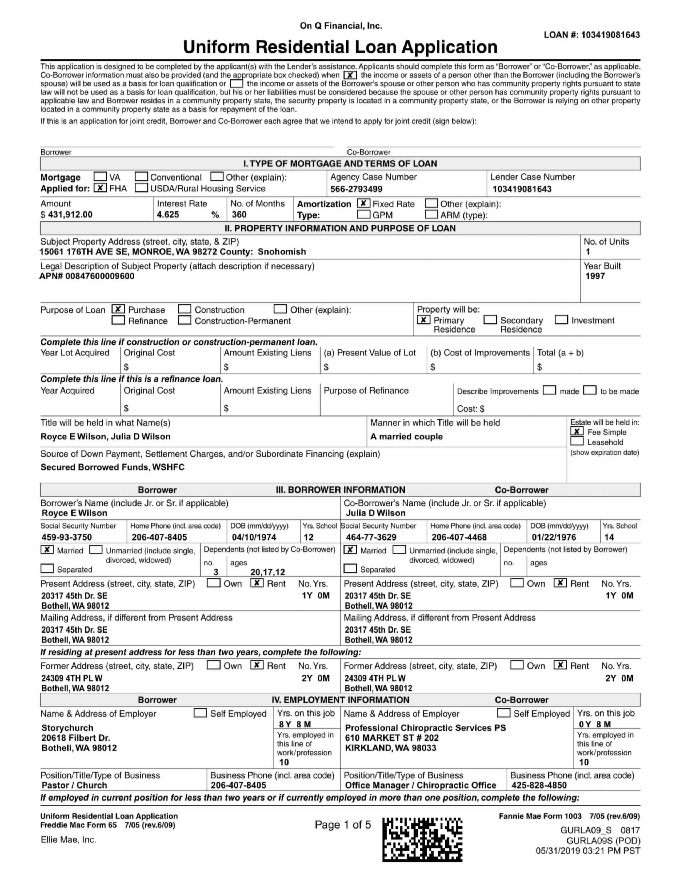 On Q Financial, Inc.
LOAN #: 103419081643
Uniform Residential Loan Application
This application is designed to be completed by the applicant(s) with the Lender's assistance. Applicants should complete this form as "Borrower" or "Co-Borrower," as applicable.
Co-Borrower information must also be provided (and the appropriate box checked) when X the income or assets of a person other than the Borrower (including the Borrower's
spouse) will be used as a basis for loan qualification or the income or assets of the Borrower's spouse or other person who has community property rights pursuant to state
law will not be used as a basis for loan qualification, but his or her liabilities must be considered because the spouse or other person has community property rights pursuant to
applicable law and Borrower resides in a community property state, the security property is located in a community property state, or the Borrower is relying on other property
located in a community property state as a basis for repayment of the loan.
If this is an application for joint credit, Borrower and Co-Borrower each agree that we intend to apply for joint credit (sign below):
Borrower Co-Borrower
I. TYPE OF MORTGAGE AND TERMS OF LOAN
Mortgage VA Conventional Other (explain): Agency Case Number Lender Case Number
Applied for: X FHA USDA/Rural Housing Service 566-2793499 103419081643
Amount Interest Rate No. of Months Amortization X Fixed Rate Other (explain):
$ 431,912.00 4.625 % 360 Type: GPM ARM (type):
II. PROPERTY INFORMATION AND PURPOSE OF LOAN
Subject Property Address (street, city, state, & ZIP) No. of Units
15061 176TH AVE SE, MONROE, WA 98272 County: Snohomish 1
Legal Description of Subject Property (attach description if necessary) Year Built
APN# 00847600009600 1997
Purpose of Loan X Purchase Construction Other (explain): Property will be:
Refinance Construction-Permanent X Primary Residence Secondary Residence Investment
Complete this line if construction or construction-permanent loan.
Year Lot Acquired Original Cost Amount Existing Liens (a) Present Value of Lot (b) Cost of Improvements Total (a + b)
$ $ $ $ $
Complete this line if this is a refinance loan.
Year Acquired Original Cost Amount Existing Liens Purpose of Refinance Describe Improvements made to be made
$ $ Cost: $
Title will be held in what Name(s) Manner in which Title will be held Estate will be held in:
Royce E Wilson, Julia D Wilson A married couple X Fee Simple
Leasehold
Source of Down Payment, Settlement Charges, and/or Subordinate Financing (explain) (show expiration date)
Secured Borrowed Funds, WSHFC
Borrower III. BORROWER INFORMATION Co-Borrower
Borrower's Name (include Jr. or Sr. if applicable) Co-Borrower's Name (include Jr. or Sr. if applicable)
Royce E Wilson Julia D Wilson
Social Security Number Home Phone (incl. area code) DOB (mm/dd/yyyy) Yrs. School Social Security Number Home Phone (incl. area code) DOB (mm/dd/yyyy) Yrs. School
459-93-3750 206-407-8405 04/10/1974 12 464-77-3629 206-407-4468 01/22/1976 14
X Married Unmarried (include single, Dependents (not listed by Co-Borrower) X Married Unmarried (include single, Dependents (not listed by Borrower)
divorced, widowed) no. ages divorced, widowed) no. ages
Separated 3 20,17,12 Separated
Present Address (street, city, state, ZIP) Own X Rent No. Yrs. Present Address (street, city, state, ZIP) Own X Rent No. Yrs.
20317 45th Dr. SE 1Y 0M 20317 45th Dr. SE 1Y 0M
Bothell, WA 98012 Bothell, WA 98012
Mailing Address, if different from Present Address Mailing Address, if different from Present Address
20317 45th Dr. SE 20317 45th Dr. SE
Bothell, WA 98012 Bothell, WA 98012
If residing at present address for less than two years, complete the following:
Former Address (street, city, state, ZIP) Own X Rent No. Yrs. Former Address (street, city, state, ZIP) Own X Rent No. Yrs.
24309 4TH PL W 2Y 0M 24309 4TH PL W 2Y 0M
Bothell, WA 98012 Bothell, WA 98012
Borrower IV. EMPLOYMENT INFORMATION Co-Borrower
Name & Address of Employer Self Employed Yrs. on this job Name & Address of Employer Self Employed Yrs. on this job
8 Y 8 M 0 Y 8 M
Storychurch Yrs. employed in Professional Chiropractic Services PS Yrs. employed in
20618 Filbert Dr. this line of 610 MARKET ST # 202 this line of
Bothell, WA 98012 work/profession KIRKLAND, WA 98033 work/profession
10 10
Position/Title/Type of Business Business Phone (incl. area code) Position/Title/Type of Business Business Phone (incl. area code)
Pastor / Church 206-407-8405 Office Manager / Chiropractic Office 425-828-4850
If employed in current position for less than two years or if currently employed in more than one position, complete the following:
Uniform Residential Loan Application Fannie Mae Form 1003 7/05 (rev.6/09)
Freddie Mac Form 65 7/05 (rev.6/09) Page 1 of 5 GURLA09_S 0817
Ellie Mae, Inc. GURLA09S (POD)
05/31/2019 03:21 PM PST